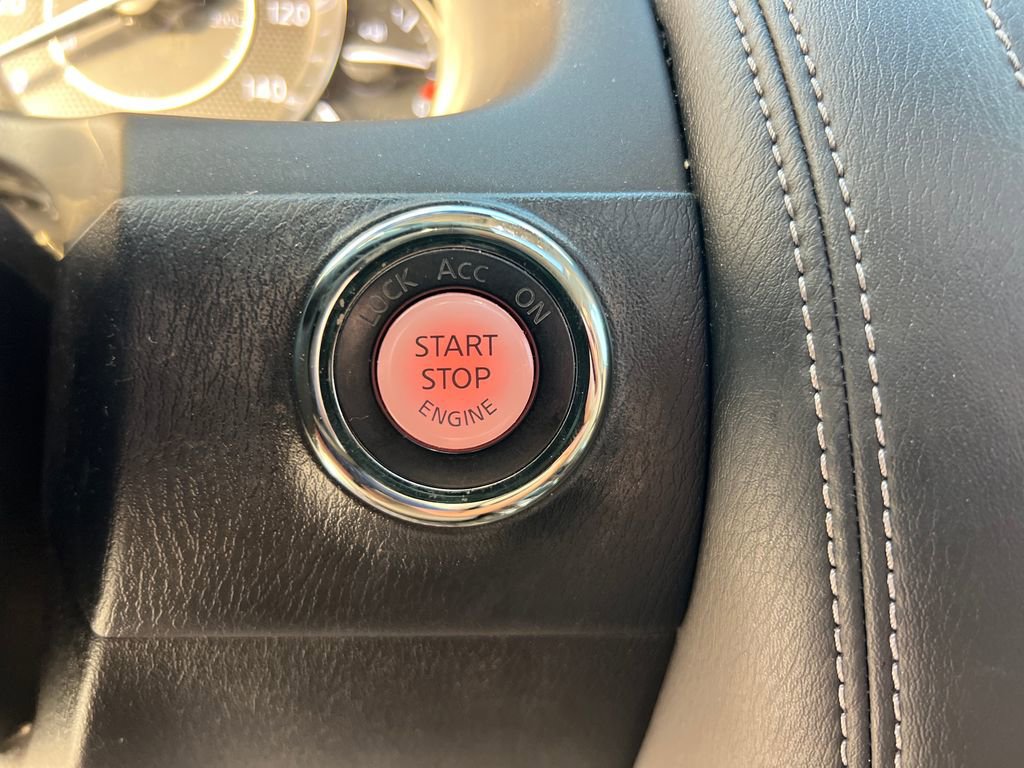 120
140
LOCK Acc ON
START
STOP
ENGINE